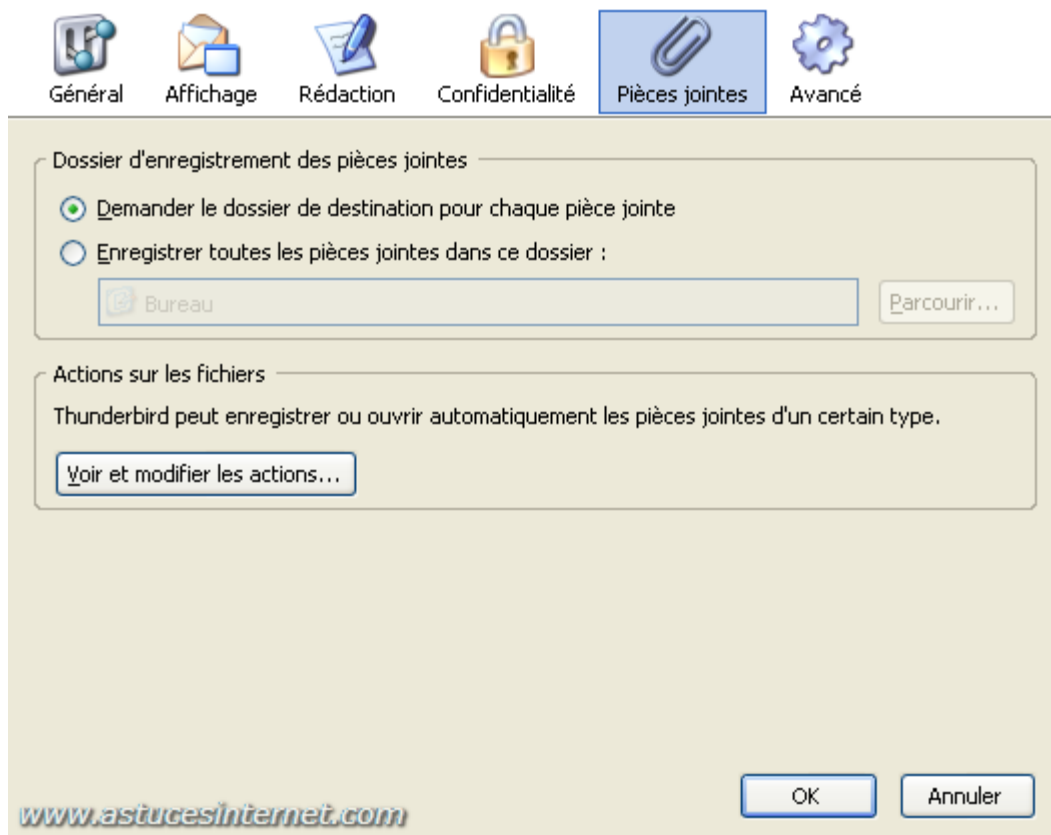 Général Affichage Rédaction Confidentialité Pièces jointes Avancé
Dossier d'enregistrement des pièces jointes
Demander le dossier de destination pour chaque pièce jointe
Enregistrer toutes les pièces jointes dans ce dossier :
Bureau Parcourir...
Actions sur les fichiers
Thunderbird peut enregistrer ou ouvrir automatiquement les pièces jointes d'un certain type.
Voir et modifier les actions...
OK Annuler
www.astucesinternet.com